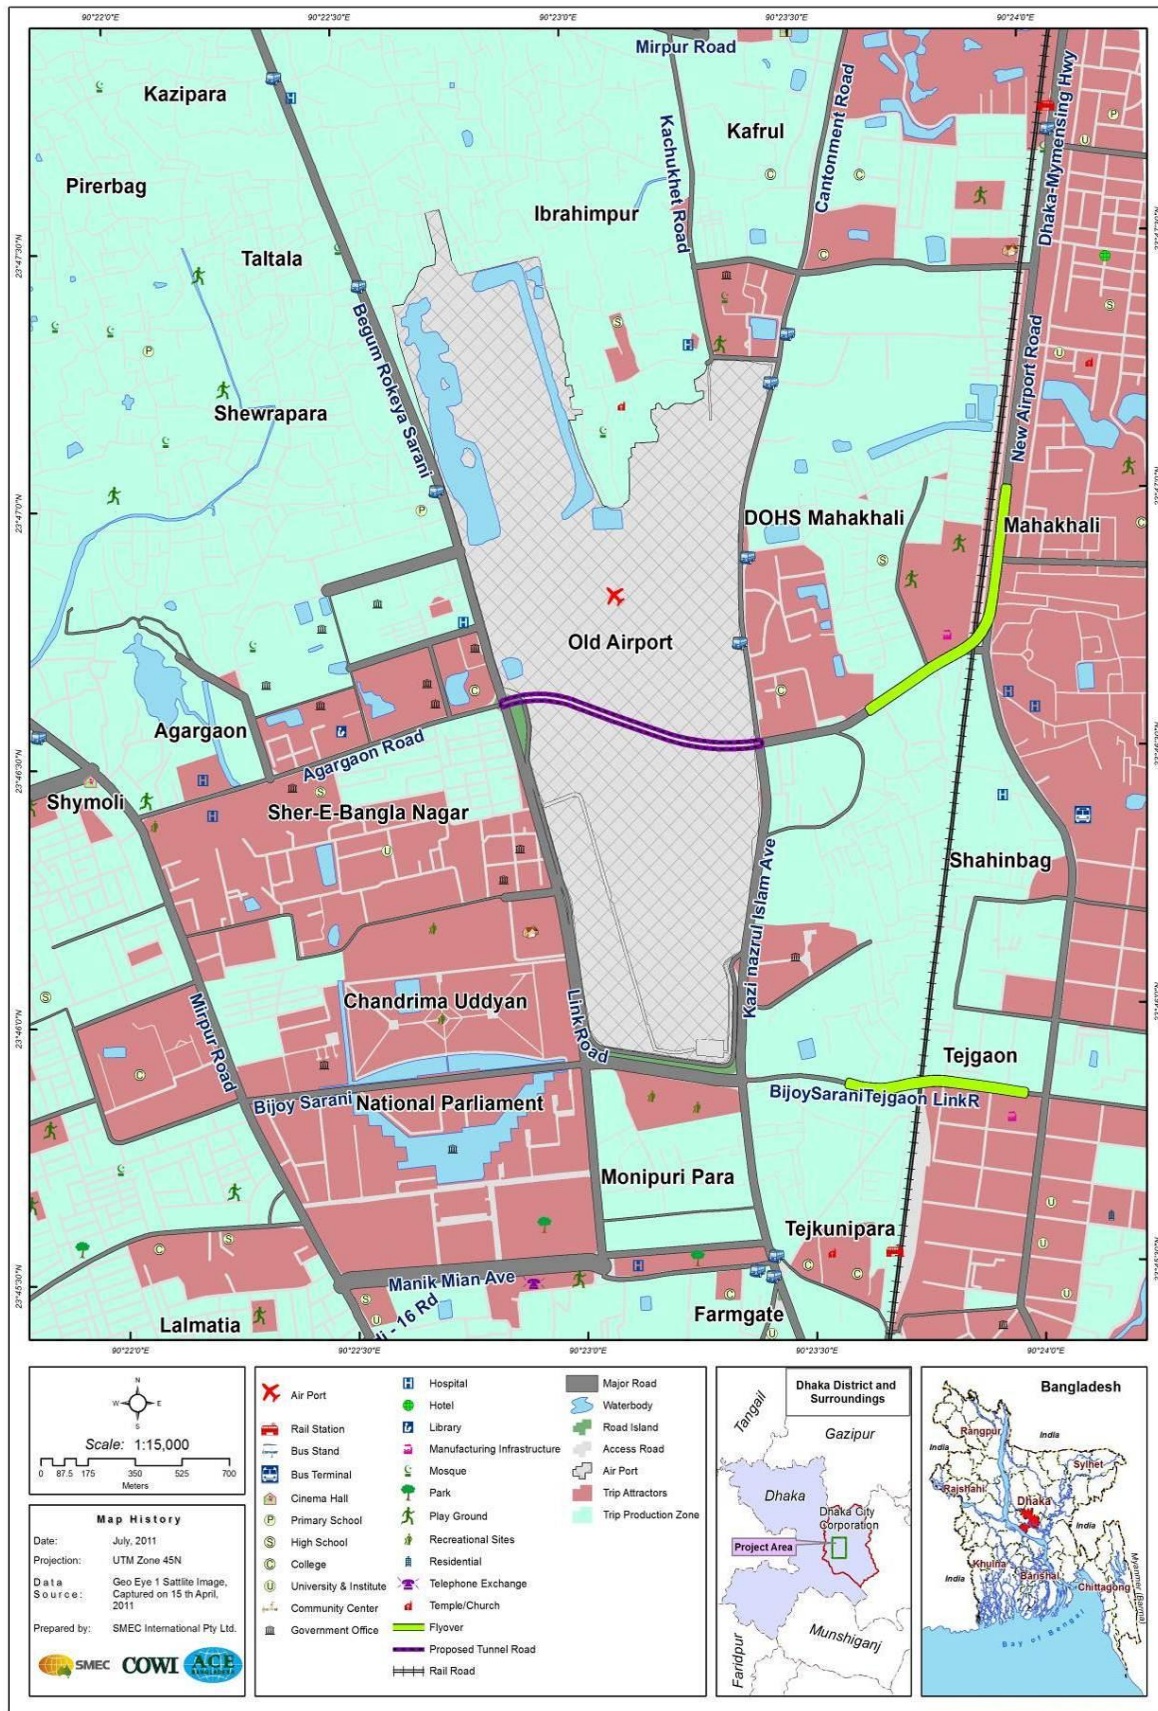 90°22'0"E
90°22'30"E
90°23'0"E
90°23'30"E
90°24'0"E
Mirpur Road
Kazipara
Kafrul
Kachukhet Road
Cantonment Road
Dhaka-Mymensing Hwy
Pirerbag
Ibrahimpur
Taltala
23°47'30"N
Begum Rokeya Sarani
New Airport Road
Shewrapara
23°47'0"N
DOHS Mahakhali
Mahakhali
Old Airport
Agargaon
Agargaon Road
23°46'30"N
Shymoli
Sher-E-Bangla Nagar
Shahinbag
Kazi nazrul Islam Ave
Chandrima Uddyan
Link Road
Mirpur Road
23°46'0"N
Tejgaon
Bijoy Sarani
National Parliament
BijoySaraniTejgaon LinkR
Monipuri Para
Tejkunipara
23°45'30"N
Manik Mian Ave
di - 16 Rd
Lalmatia
Farmgate
90°22'0"E
90°22'30"E
90°23'0"E
90°23'30"E
90°24'0"E
N
W
E
S
Scale: 1:15,000
0 87.5 175 350 525 700
Meters
Map History
Date: July, 2011
Projection: UTM Zone 45N
Data Source: Geo Eye 1 Sattlite Image,
Captured on 15 th April,
2011
Prepared by: SMEC International Pty Ltd.
SMEC
COWI
ACE
BANGLADESH
Air Port
Rail Station
Bus Stand
Bus Terminal
Cinema Hall
P Primary School
S High School
C College
U University & Institute
Community Center
Government Office
H Hospital
Hotel
Library
Manufacturing Infrastructure
Mosque
Park
Play Ground
Recreational Sites
Residential
Telephone Exchange
Temple/Church
Flyover
Proposed Tunnel Road
Rail Road
Major Road
Waterbody
Road Island
Access Road
Air Port
Trip Attractors
Trip Production Zone
Dhaka District and
Surroundings
Tangail
Gazipur
Dhaka
Dhaka City
Corporation
Project Area
Munshiganj
Faridpur
Bangladesh
India
Rangpur
India
Sylhet
Rajshahi
Dhaka
India
Khulna
Barishal
India
Chittagong
Myanmer (Barma)
Bay of Bengal